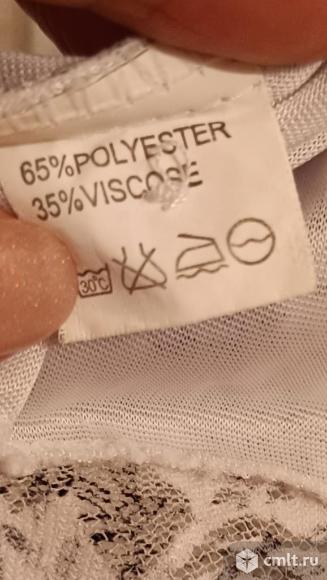 65%POLYESTER
35%VISCOSE
30°C
cmlt.ru